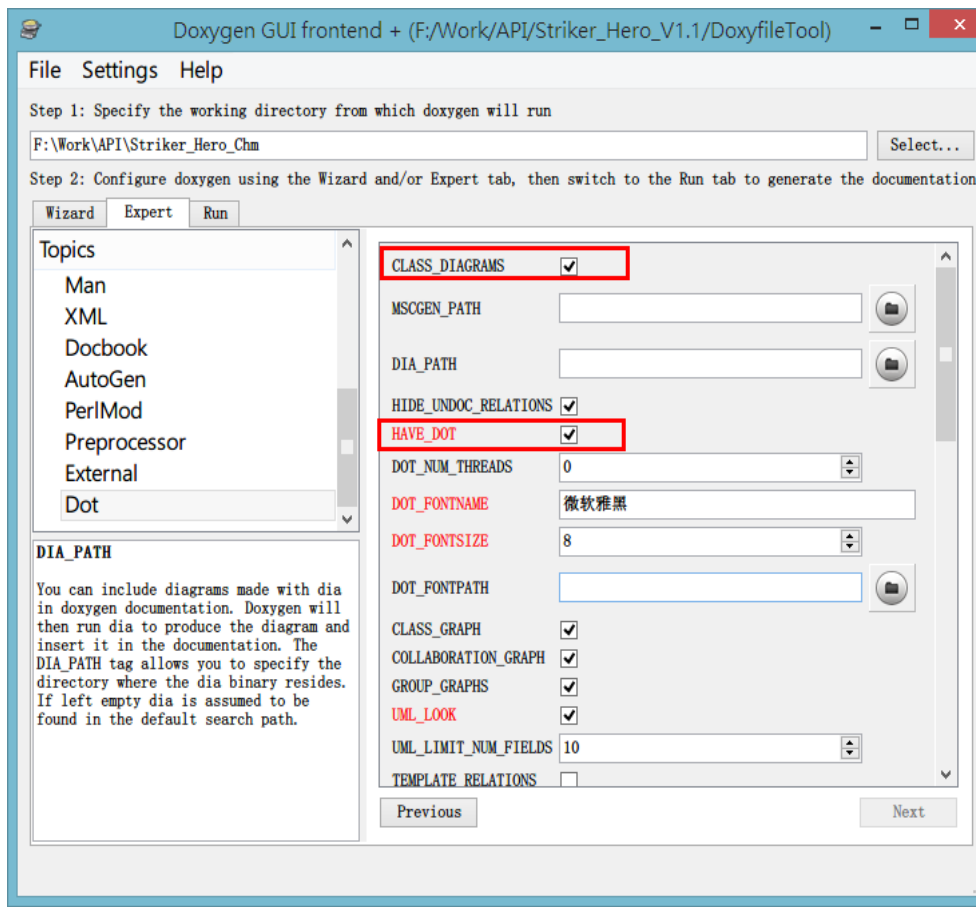 Doxygen GUI frontend + (F:/Work/API/Striker_Hero_V1.1/DoxyfileTool)
File Settings Help
Step 1: Specify the working directory from which doxygen will run
F:\Work\API\Striker_Hero_Chm
Select...
Step 2: Configure doxygen using the Wizard and/or Expert tab, then switch to the Run tab to generate the documentation
Wizard Expert Run
Topics
Man
XML
Docbook
AutoGen
PerlMod
Preprocessor
External
Dot
DIA_PATH
You can include diagrams made with dia
in doxygen documentation. Doxygen will
then run dia to produce the diagram and
insert it in the documentation. The
DIA_PATH tag allows you to specify the
directory where the dia binary resides.
If left empty dia is assumed to be
found in the default search path.
CLASS_DIAGRAMS
MSCGEN_PATH
DIA_PATH
HIDE_UNDOC_RELATIONS
HAVE_DOT
DOT_NUM_THREADS 0
DOT_FONTNAME 微软雅黑
DOT_FONTSIZE 8
DOT_FONTPATH
CLASS_GRAPH
COLLABORATION_GRAPH
GROUP_GRAPHS
UML_LOOK
UML_LIMIT_NUM_FIELDS 10
TEMPLATE_RELATIONS
Previous
Next